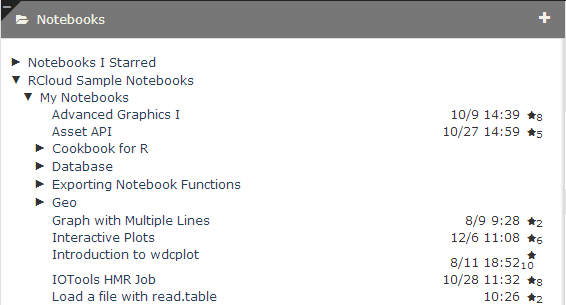 Notebooks +
Notebooks I Starred
RCloud Sample Notebooks
My Notebooks
Advanced Graphics I 10/9 14:39 ★8
Asset API 10/27 14:59 ★5
Cookbook for R
Database
Exporting Notebook Functions
Geo
Graph with Multiple Lines 8/9 9:28 ★2
Interactive Plots 12/6 11:08 ★6
Introduction to wdcplot 8/11 18:52 ★10
IOTools HMR Job 10/28 11:32 ★8
Load a file with read.table 10:26 ★2